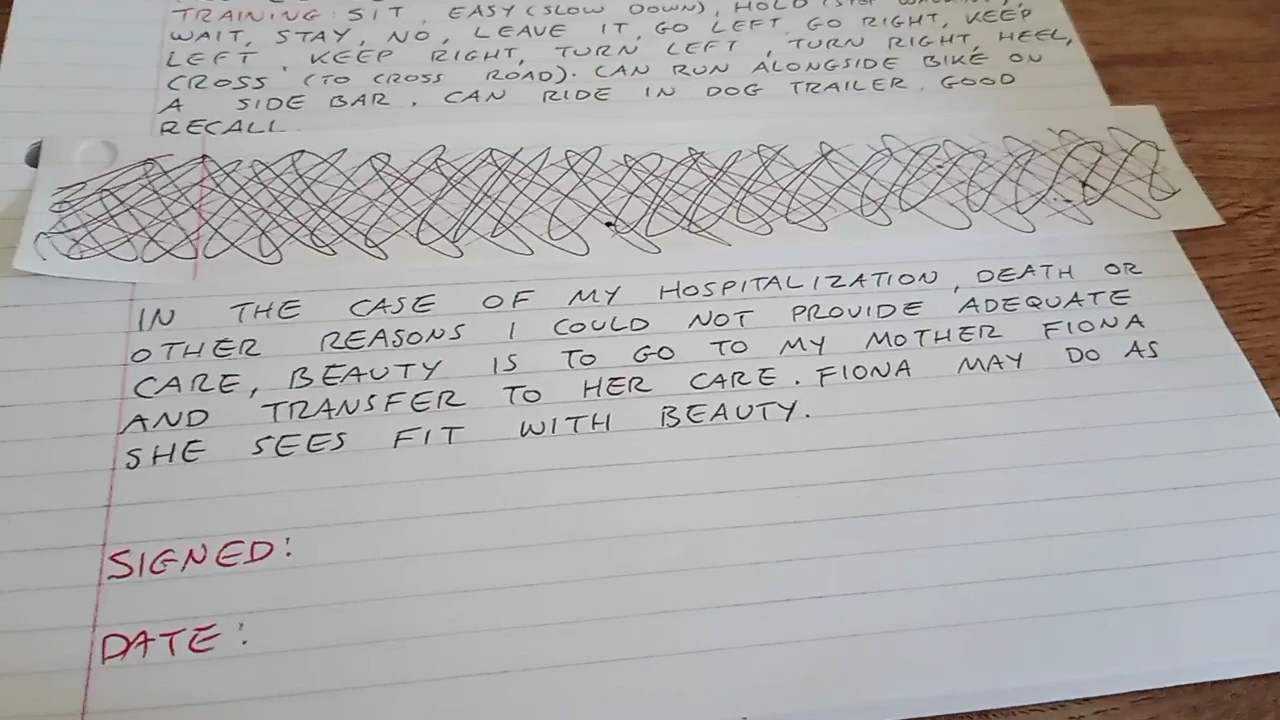 TRAINING: SIT, EASY (SLOW DOWN), HOLD (STOP
WAIT, STAY, NO, LEAVE IT, GO LEFT, GO RIGHT, KEEP
LEFT, KEEP RIGHT, TURN LEFT, TURN RIGHT, HEEL,
CROSS (TO CROSS ROAD). CAN RUN ALONGSIDE BIKE ON
A SIDE BAR. CAN RIDE IN DOG TRAILER. GOOD
RECALL
IN THE CASE OF MY HOSPITALIZATION, DEATH OR
OTHER REASONS I COULD NOT PROVIDE ADEQUATE
CARE, BEAUTY IS TO GO TO MY MOTHER FIONA
AND TRANSFER TO HER CARE. FIONA MAY DO AS
SHE SEES FIT WITH BEAUTY.
SIGNED:
DATE: